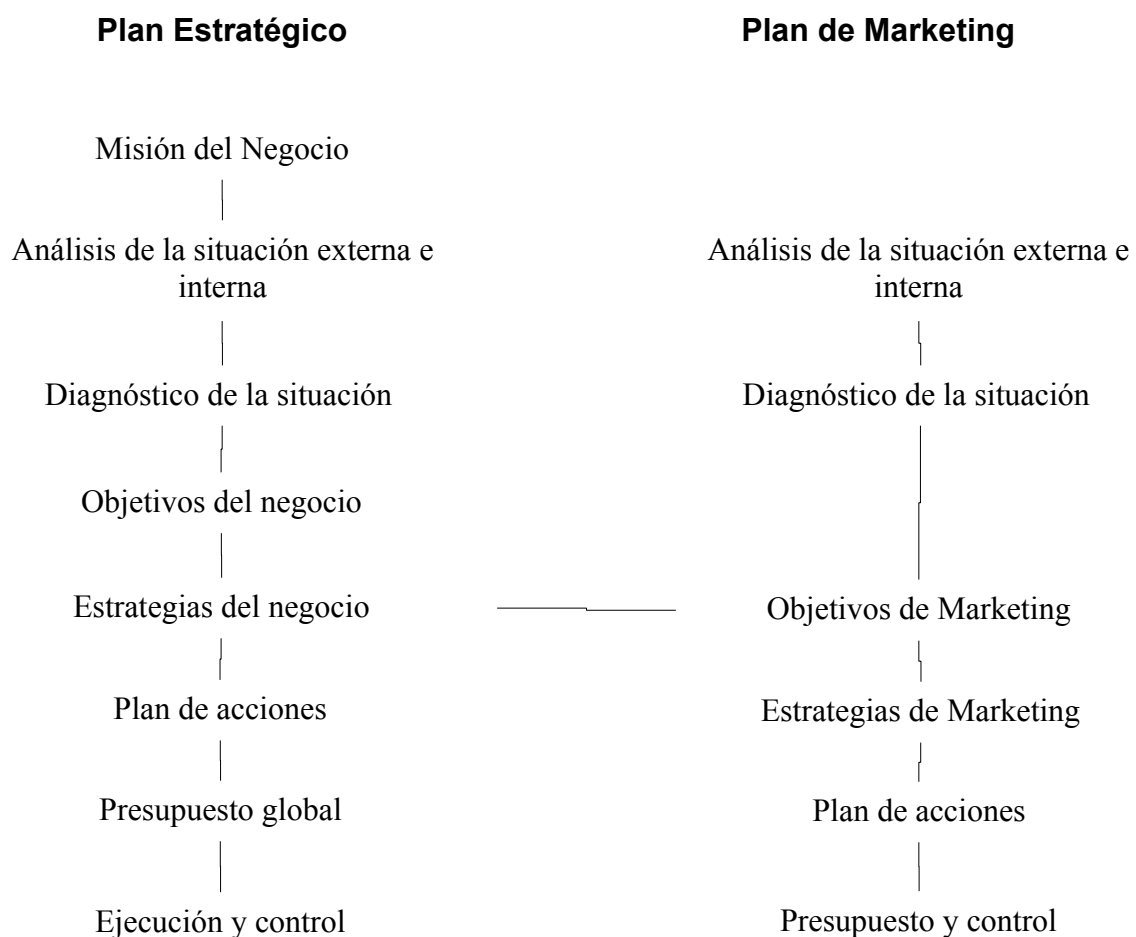 Plan Estratégico
Plan de Marketing
Misión del Negocio
Análisis de la situación externa e
interna
Análisis de la situación externa e
interna
Diagnóstico de la situación
Diagnóstico de la situación
Objetivos del negocio
Estrategias del negocio
Objetivos de Marketing
Plan de acciones
Estrategias de Marketing
Presupuesto global
Plan de acciones
Ejecución y control
Presupuesto y control